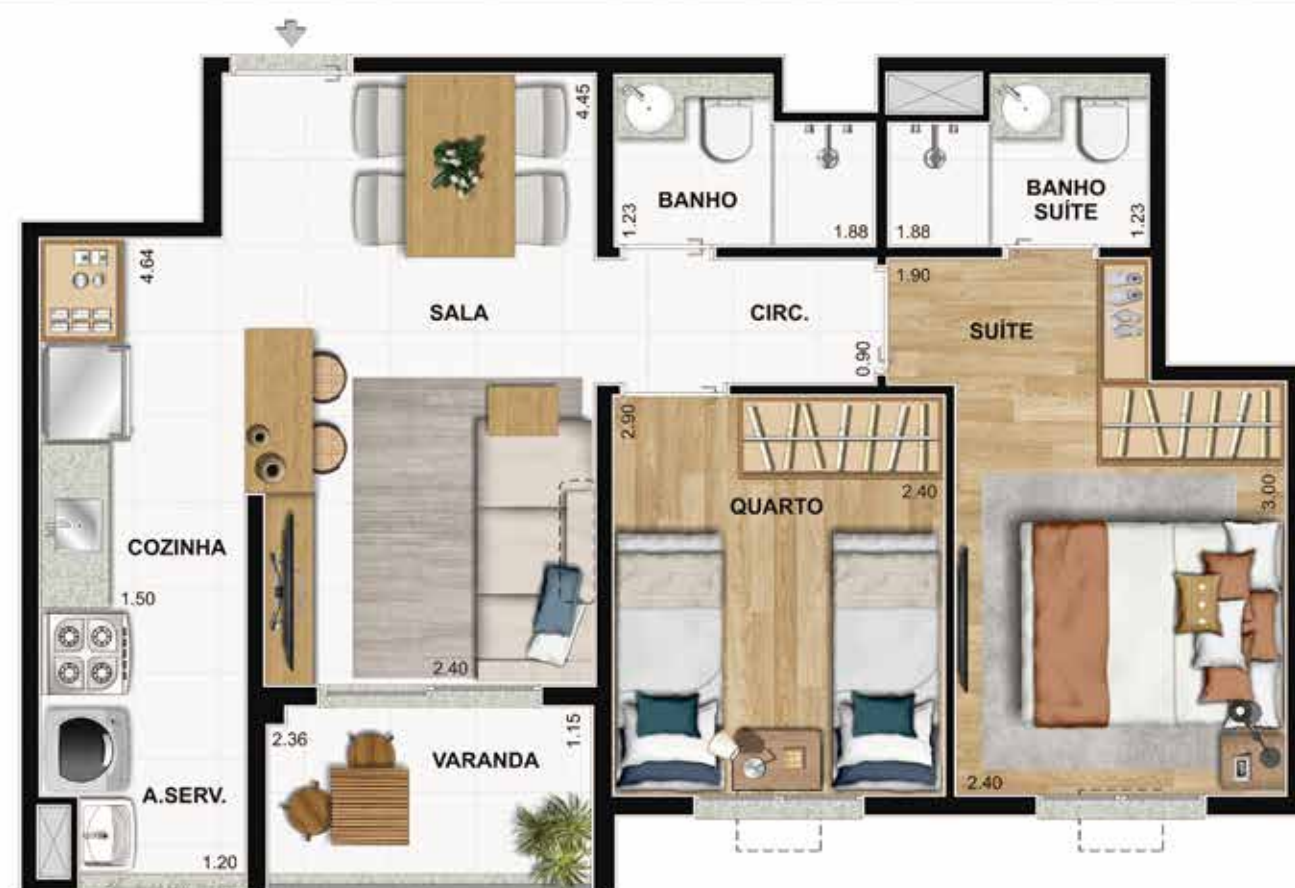 4.45
BANHO
1.23
1.88
BANHO
SUÍTE
1.88
1.23
4.64
SALA
CIRC.
0.90
1.90
SUÍTE
2.90
2.40
QUARTO
3.00
COZINHA
1.50
2.40
2.36
VARANDA
1.15
2.40
A.SERV.
1.20